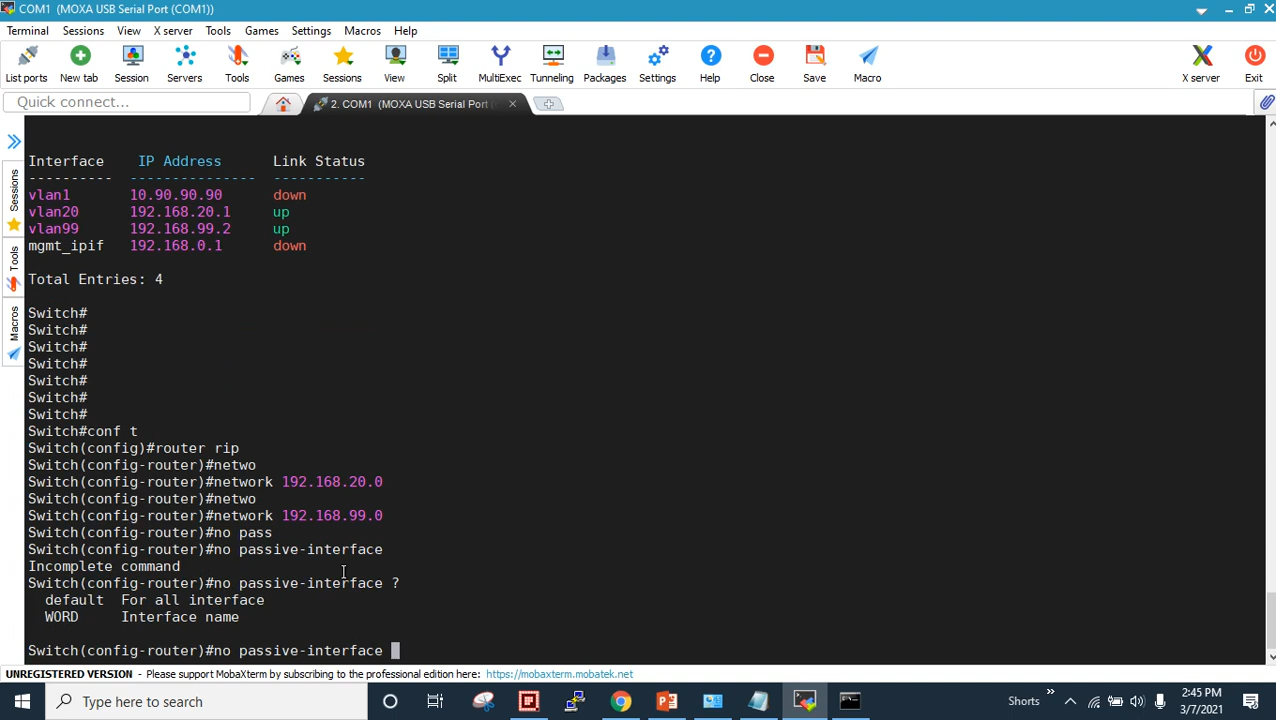 COM1 (MOXA USB Serial Port (COM1))
Terminal Sessions View X server Tools Games Settings Macros Help
List ports New tab Session Servers Tools Games Sessions View Split MultiExec Tunneling Packages Settings Help Close Save Macro X server Exit
Quick connect...
2. COM1 (MOXA USB Serial Port (
Sessions
Tools
Macros
Interface IP Address Link Status
---------- --------------- -----------
vlan1 10.90.90.90 down
vlan20 192.168.20.1 up
vlan99 192.168.99.2 up
mgmt_ipif 192.168.0.1 down
Total Entries: 4
Switch#
Switch#
Switch#
Switch#
Switch#
Switch#
Switch#
Switch#conf t
Switch(config)#router rip
Switch(config-router)#netwo
Switch(config-router)#network 192.168.20.0
Switch(config-router)#netwo
Switch(config-router)#network 192.168.99.0
Switch(config-router)#no pass
Switch(config-router)#no passive-interface
Incomplete command
Switch(config-router)#no passive-interface ?
default For all interface
WORD Interface name
Switch(config-router)#no passive-interface
UNREGISTERED VERSION - Please support MobaXterm by subscribing to the professional edition here: https://mobaxterm.mobatek.net
Type here to search
Shorts
2:45 PM
3/7/2021